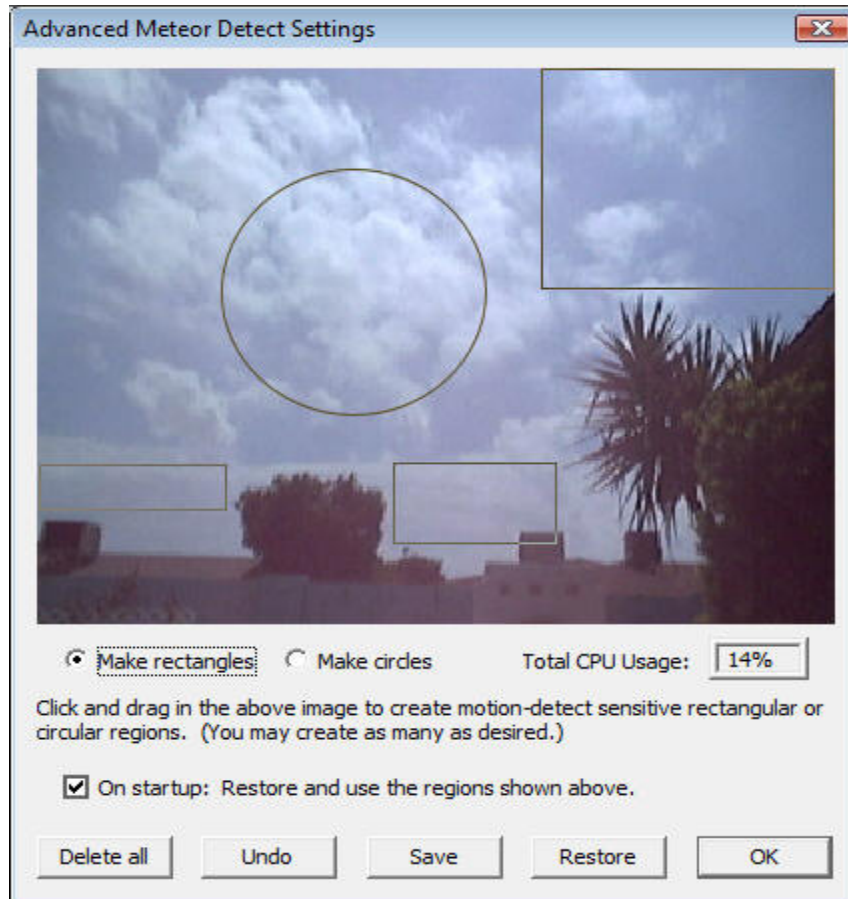 Advanced Meteor Detect Settings
Make rectangles Make circles Total CPU Usage: 14%
Click and drag in the above image to create motion-detect sensitive rectangular or
circular regions. (You may create as many as desired.)
On startup: Restore and use the regions shown above.
Delete all Undo Save Restore OK